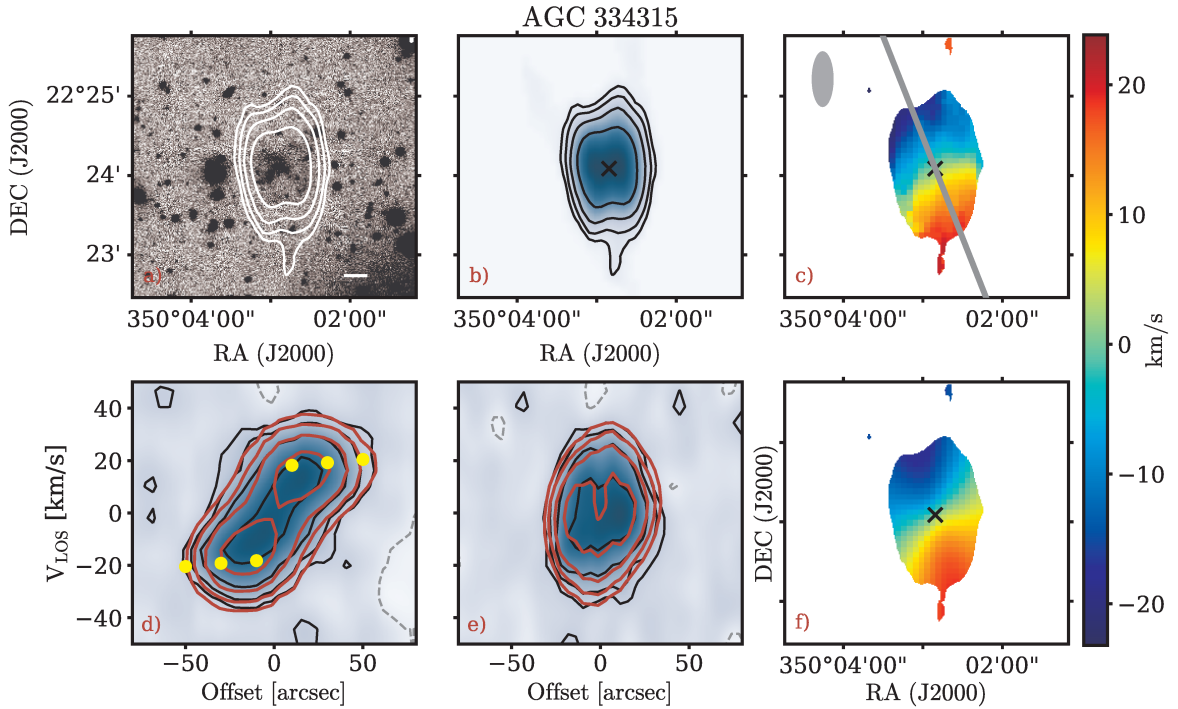 AGC 334315
DEC (J2000)
22°25'
24'
23'
a)
b)
c)
350°04'00" 02'00"
350°04'00" 02'00"
350°04'00" 02'00"
RA (J2000)
RA (J2000)
20
10
0
−10
−20
km/s
V_LOS [km/s]
40
20
0
−20
−40
d)
e)
f)
DEC (J2000)
−50 0 50
−50 0 50
350°04'00" 02'00"
Offset [arcsec]
Offset [arcsec]
RA (J2000)